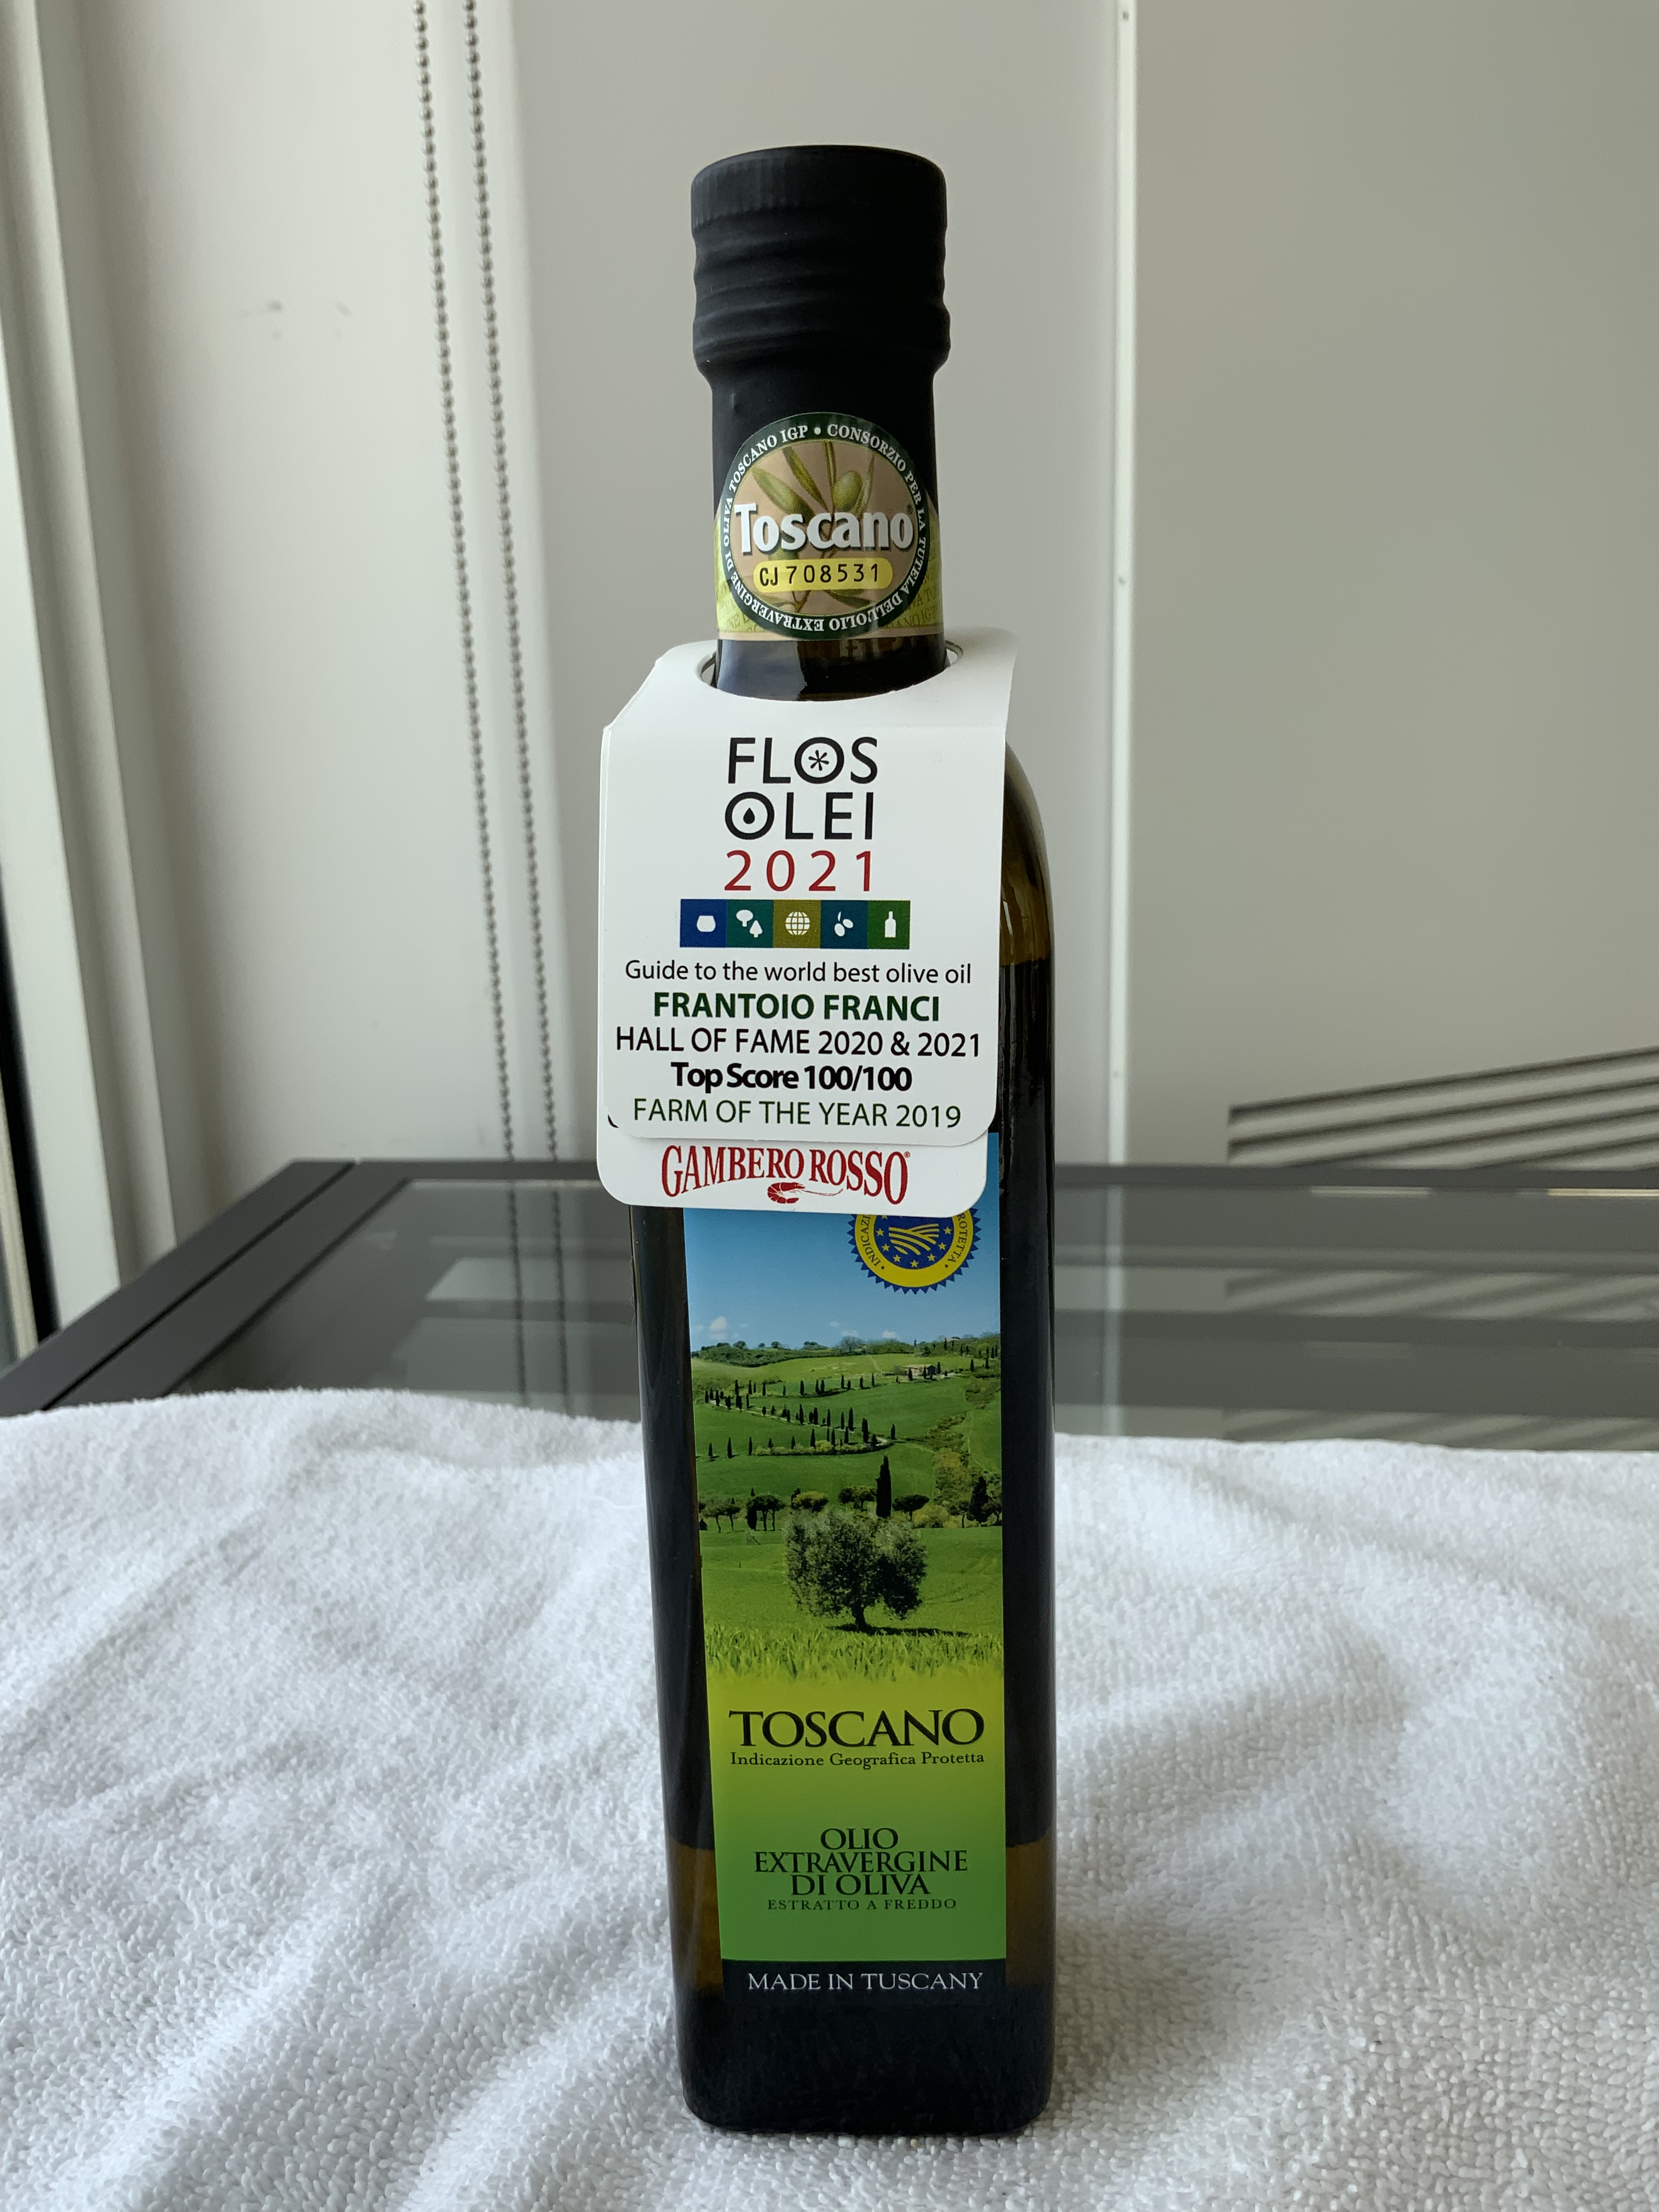 TOSCANO IGP • CONSORZIO PER LA TUTELA DELL'OLIO EXTRAVERGINE DI OLIVA
Toscano®
CJ 708531
FLOS
OLEI
2021
Guide to the world best olive oil
FRANTOIO FRANCI
HALL OF FAME 2020 & 2021
Top Score 100/100
FARM OF THE YEAR 2019
GAMBERO ROSSO®
TOSCANO
Indicazione Geografica Protetta
OLIO
EXTRAVERGINE
DI OLIVA
ESTRATTO A FREDDO
MADE IN TUSCANY